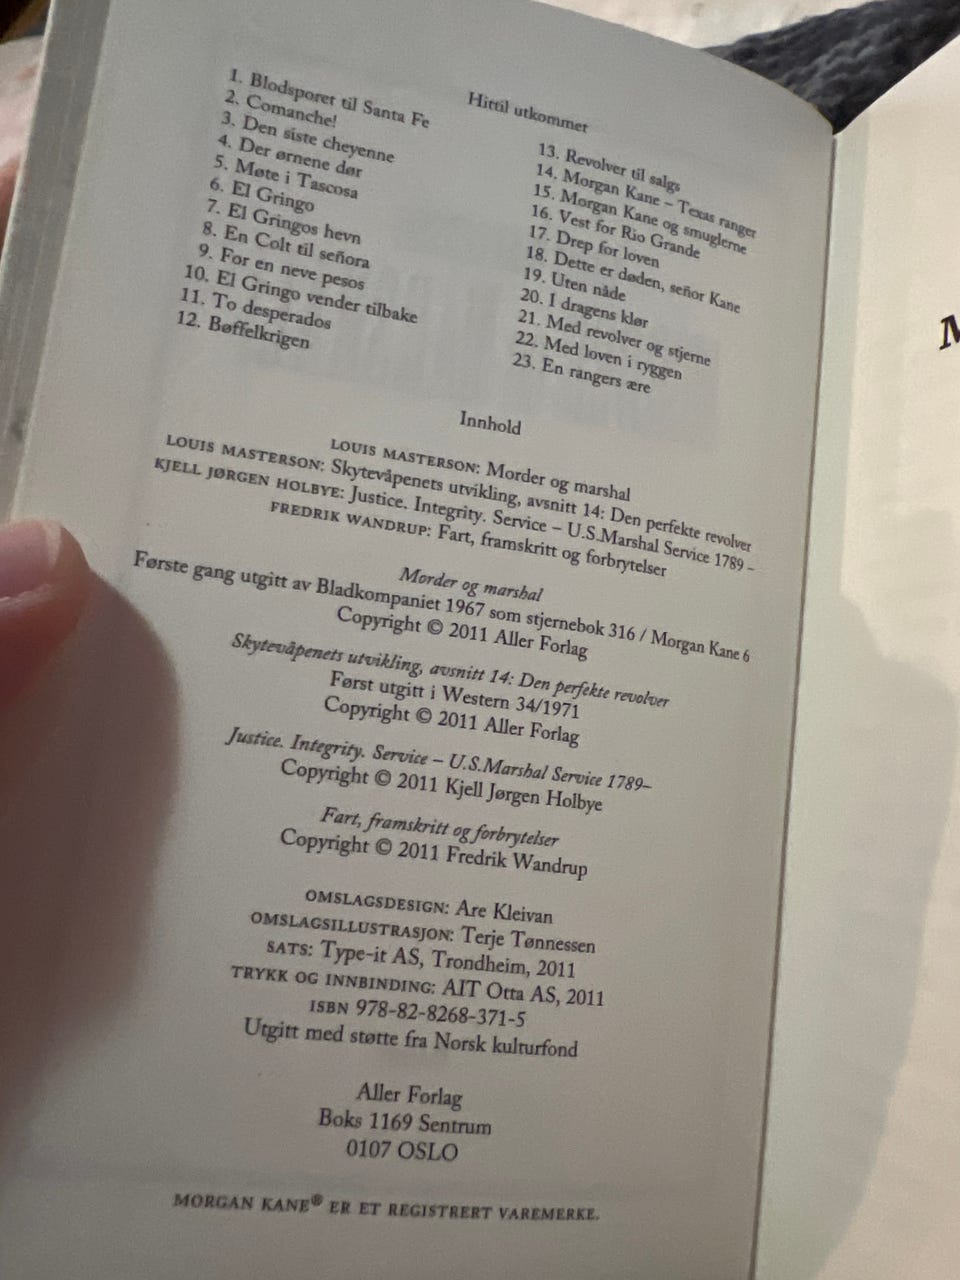 Hittil utkommer
1. Blodsporet til Santa Fe
2. Comanche!
3. Den siste cheyenne
4. Der ørnene dør
5. Møte i Tascosa
6. El Gringo
7. El Gringos hevn
8. En Colt til señora
9. For en neve pesos
10. El Gringo vender tilbake
11. To desperados
12. Bøffelkrigen
13. Revolver til salgs
14. Morgan Kane – Texas ranger
15. Morgan Kane og smuglerne
16. Vest for Rio Grande
17. Drep for loven
18. Dette er døden, señor Kane
19. Uten nåde
20. I dragens klør
21. Med revolver og stjerne
22. Med loven i ryggen
23. En rangers ære
Innhold
LOUIS MASTERSON: Morder og marshal
LOUIS MASTERSON: Skytevåpenets utvikling, avsnitt 14: Den perfekte revolver
KJELL JØRGEN HOLBYE: Justice. Integrity. Service – U.S.Marshal Service 1789 –
FREDRIK WANDRUP: Fart, framskritt og forbrytelser
Morder og marshal
Første gang utgitt av Bladkompaniet 1967 som stjernebok 316 / Morgan Kane 6
Copyright © 2011 Aller Forlag
Skytevåpenets utvikling, avsnitt 14: Den perfekte revolver
Først utgitt i Western 34/1971
Copyright © 2011 Aller Forlag
Justice. Integrity. Service – U.S.Marshal Service 1789–
Copyright © 2011 Kjell Jørgen Holbye
Fart, framskritt og forbrytelser
Copyright © 2011 Fredrik Wandrup
OMSLAGSDESIGN: Are Kleivan
OMSLAGSILLUSTRASJON: Terje Tønnessen
SATS: Type-it AS, Trondheim, 2011
TRYKK OG INNBINDING: AIT Otta AS, 2011
ISBN 978-82-8268-371-5
Utgitt med støtte fra Norsk kulturfond
Aller Forlag
Boks 1169 Sentrum
0107 OSLO
MORGAN KANE® ER ET REGISTRERT VAREMERKE.